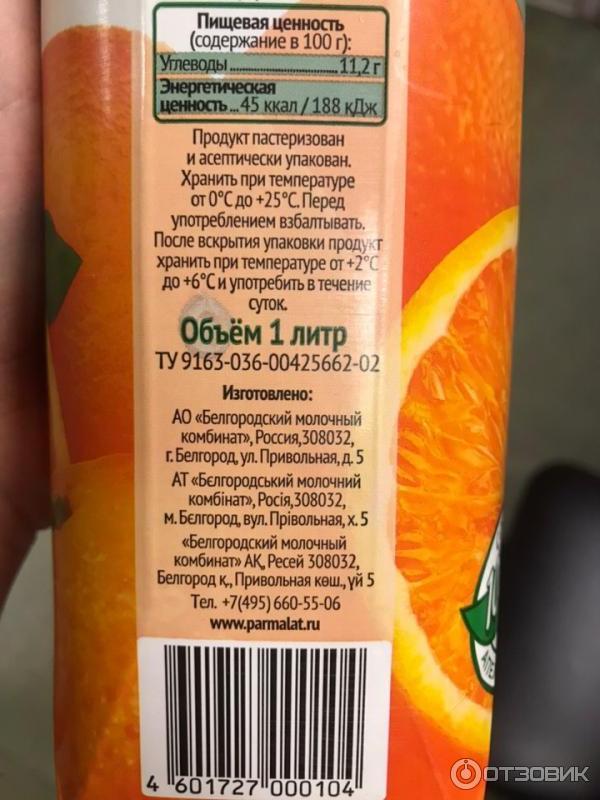 Пищевая ценность
(содержание в 100 г):
Углеводы ........................ 11,2 г
Энергетическая
ценность ... 45 ккал / 188 кДж
Продукт пастеризован
и асептически упакован.
Хранить при температуре
от 0°С до +25°С. Перед
употреблением взбалтывать.
После вскрытия упаковки продукт
хранить при температуре от +2°С
до +6°С и употребить в течение
суток.
Объём 1 литр
ТУ 9163-036-00425662-02
Изготовлено:
АО «Белгородский молочный
комбинат», Россия,308032,
г. Белгород, ул. Привольная, д. 5
АТ «Бєлгородський молочний
комбінат», Росія,308032,
м. Бєлгород, вул. Прівольная, х. 5
«Белгородский молочный
комбинат» АҚ, Ресей 308032,
Белгород қ., Привольная көш., үй 5
Тел. +7(495) 660-55-06
www.parmalat.ru
4 601727 000104
ОТЗОВИК